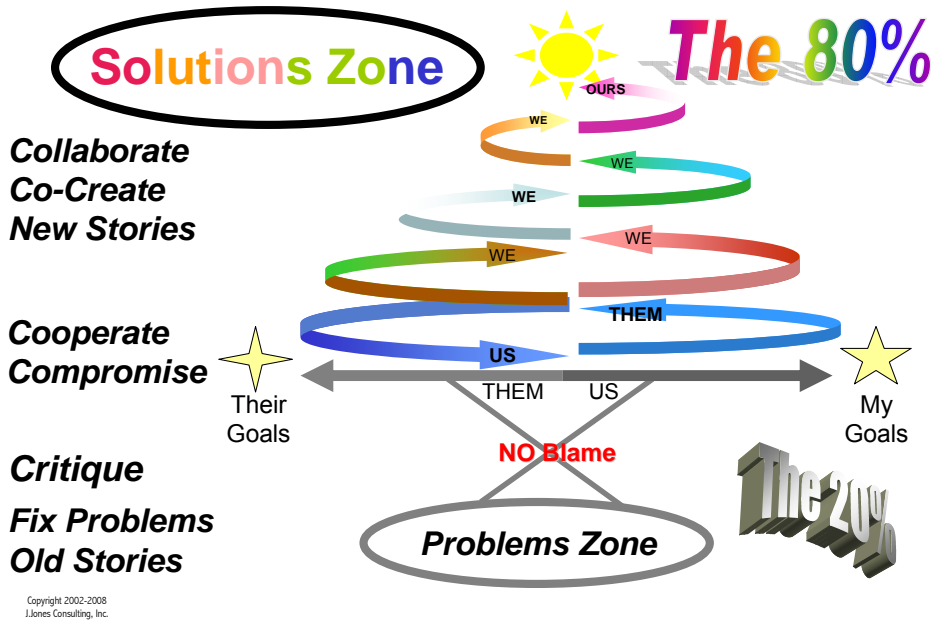 Solutions Zone
The 80%
OURS
WE
Collaborate
Co-Create
New Stories
WE
WE
WE
WE
Cooperate
Compromise
THEM
US
THEM
US
Their
Goals
My
Goals
NO Blame
Critique
Fix Problems
Old Stories
The 20%
Problems Zone
Copyright 2002-2008
J.Jones Consulting, Inc.